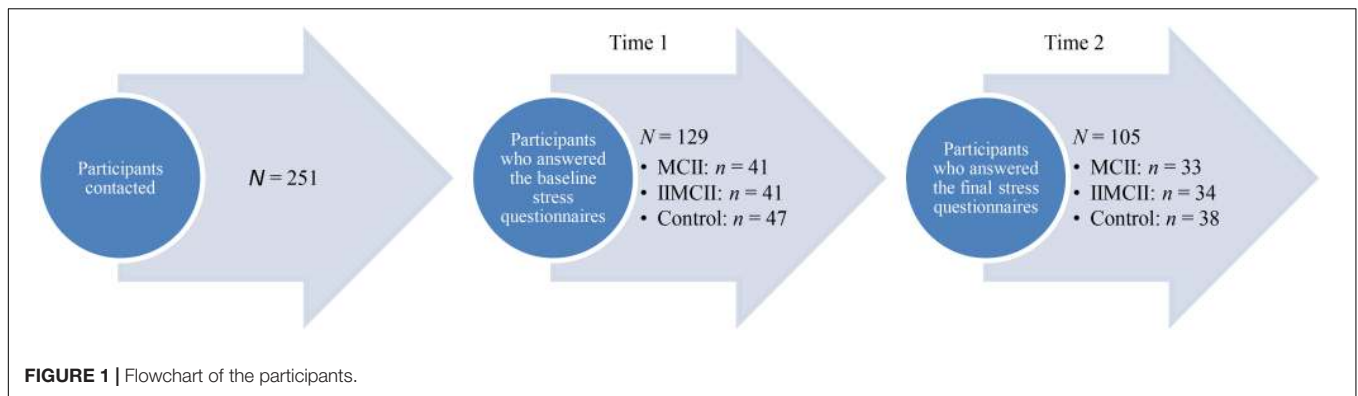 Participants
contacted
N = 251
Time 1
Participants
who answered
the baseline
stress
questionnaires
N = 129
• MCII: n = 41
• IIMCII: n = 41
• Control: n = 47
Time 2
Participants
who answered
the final stress
questionnaires
N = 105
• MCII: n = 33
• IIMCII: n = 34
• Control: n = 38
FIGURE 1 | Flowchart of the participants.